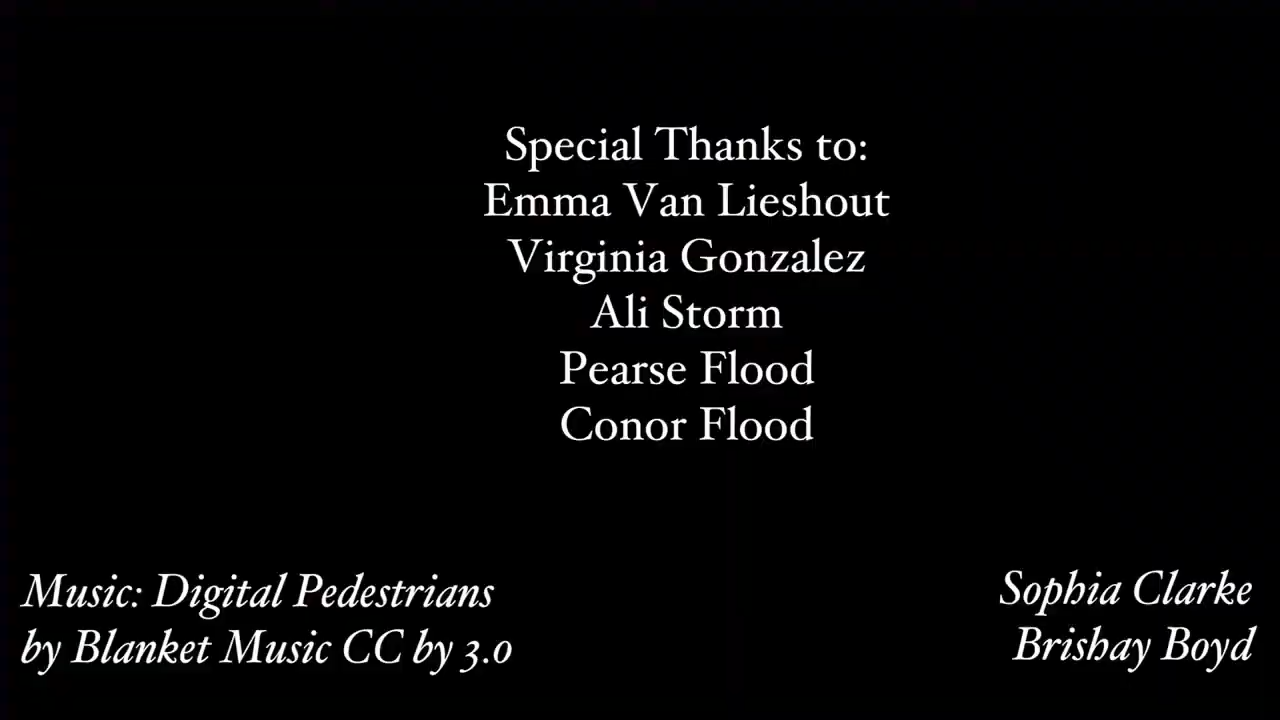 Special Thanks to:
Emma Van Lieshout
Virginia Gonzalez
Ali Storm
Pearse Flood
Conor Flood
Music: Digital Pedestrians
by Blanket Music CC by 3.0
Sophia Clarke
Brishay Boyd